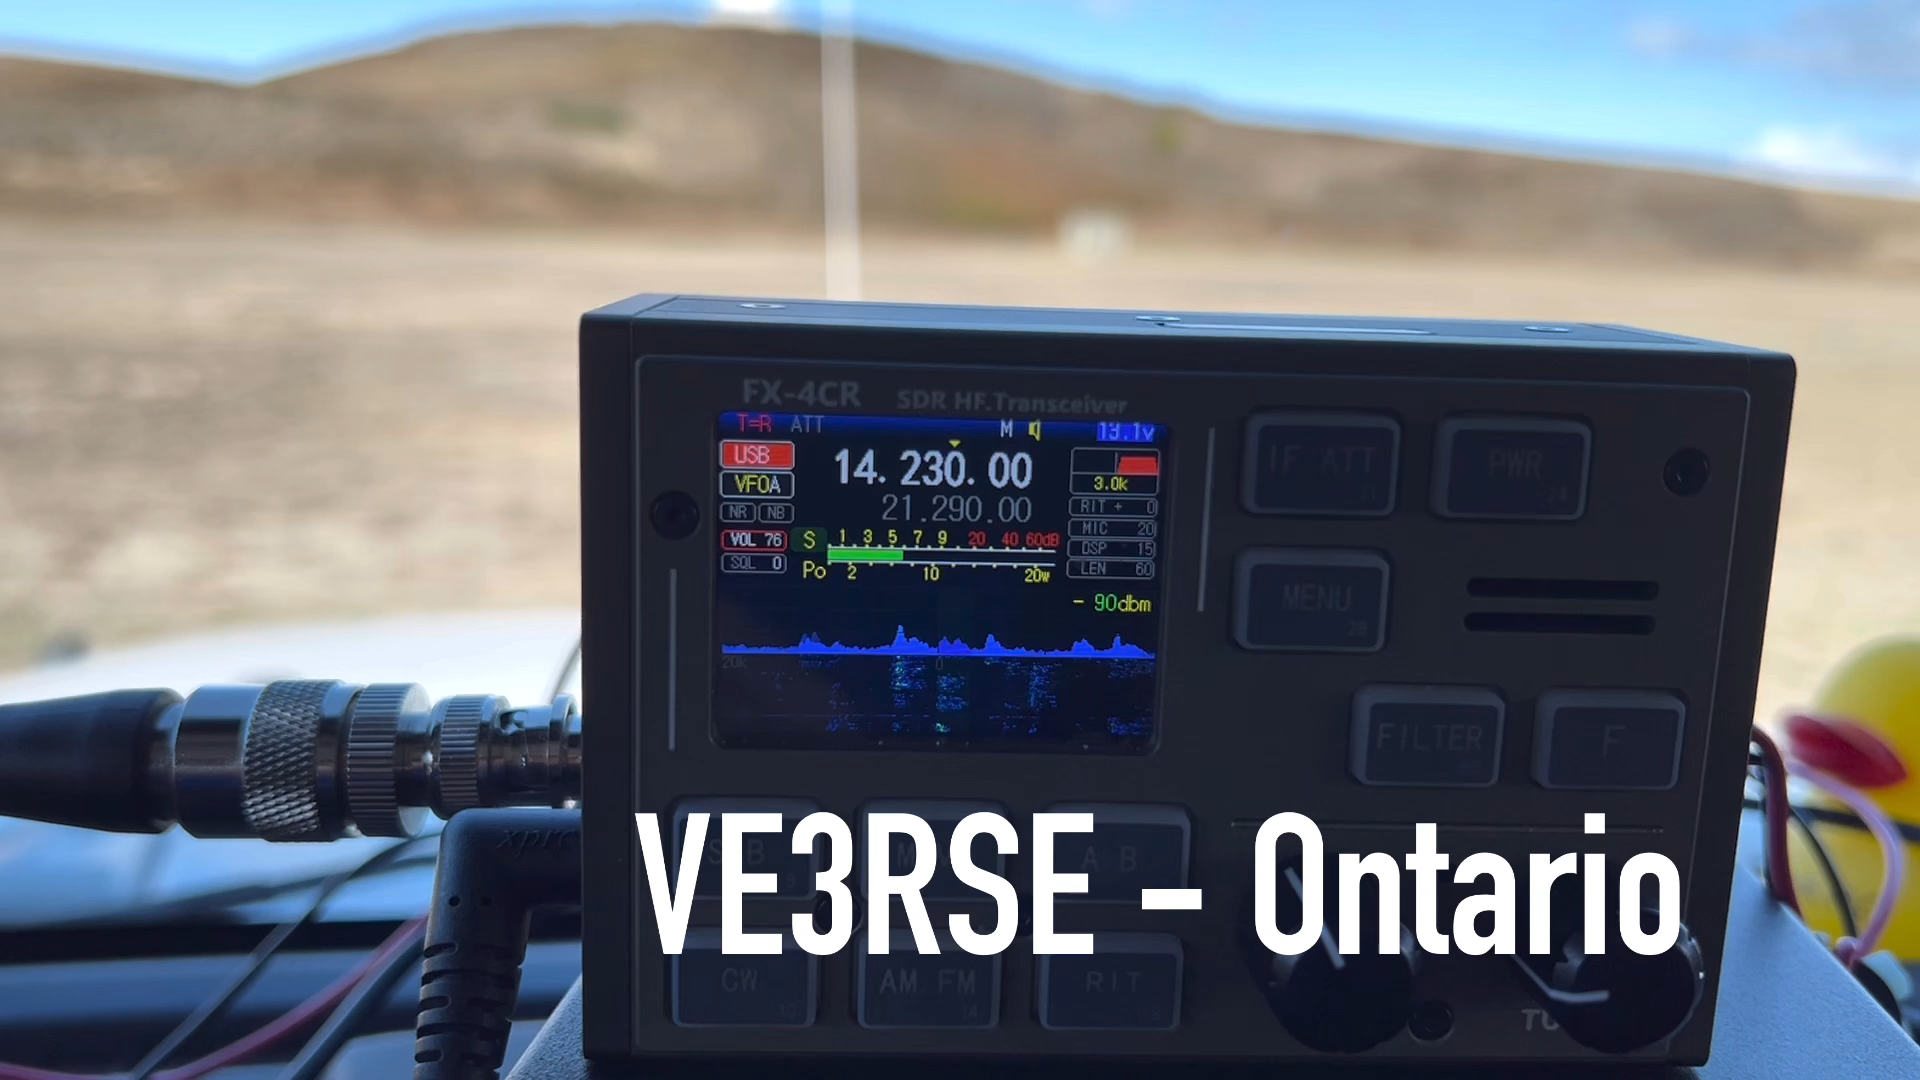 FX-4CR SDR HF.Transceiver
T=R ATT M 13.1v
USB 14. 230. 00
VFOA 3.0k
21.290.00
NR NB RIT + 0
MIC 20
VOL 76 S 1 . 3 . 5 . 7 . 9 20 40 60dB
DSP 15
SQL 0 Po 2 10 20w
LEN 60
- 90dbm
20k 0
IF ATT PWR
MENU
FILTER F
VE3RSE - Ontario
A B
CW AM FM RIT